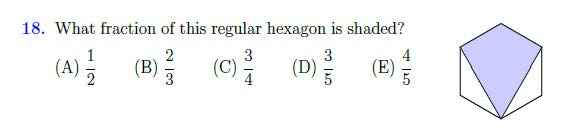 18. What fraction of this regular hexagon is shaded?
(A) 1/2 (B) 2/3 (C) 3/4 (D) 3/5 (E) 4/5